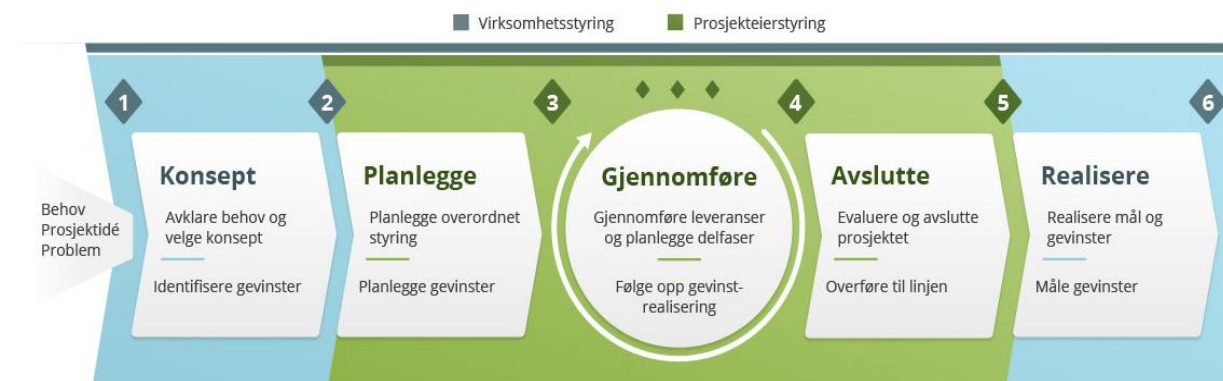 Virksomhetsstyring
Prosjekteierstyring
1
2
3
4
5
6
Behov
Prosjektidé
Problem
Konsept
Avklare behov og
velge konsept
Identifisere gevinster
Planlegge
Planlegge overordnet
styring
Planlegge gevinster
Gjennomføre
Gjennomføre leveranser
og planlegge delfaser
Følge opp gevinst-
realisering
Avslutte
Evaluere og avslutte
prosjektet
Overføre til linjen
Realisere
Realisere mål og
gevinster
Måle gevinster